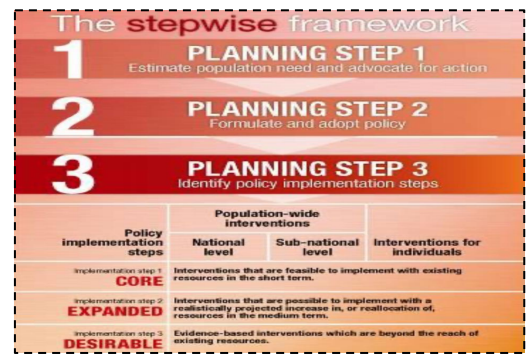 The stepwise framework
1
PLANNING STEP 1
Estimate population need and advocate for action
2
PLANNING STEP 2
Formulate and adopt policy
3
PLANNING STEP 3
Identify policy implementation steps
Policy
implementation
steps
Population-wide
interventions
National
level
Sub-national
level
Interventions for
individuals
Implementation step 1
CORE
Interventions that are feasible to implement with existing
resources in the short term.
Implementation step 2
EXPANDED
Interventions that are possible to implement with a
realistically projected increase in, or reallocation of,
resources in the medium term.
Implementation step 3
DESIRABLE
Evidence-based interventions which are beyond the reach of
existing resources.